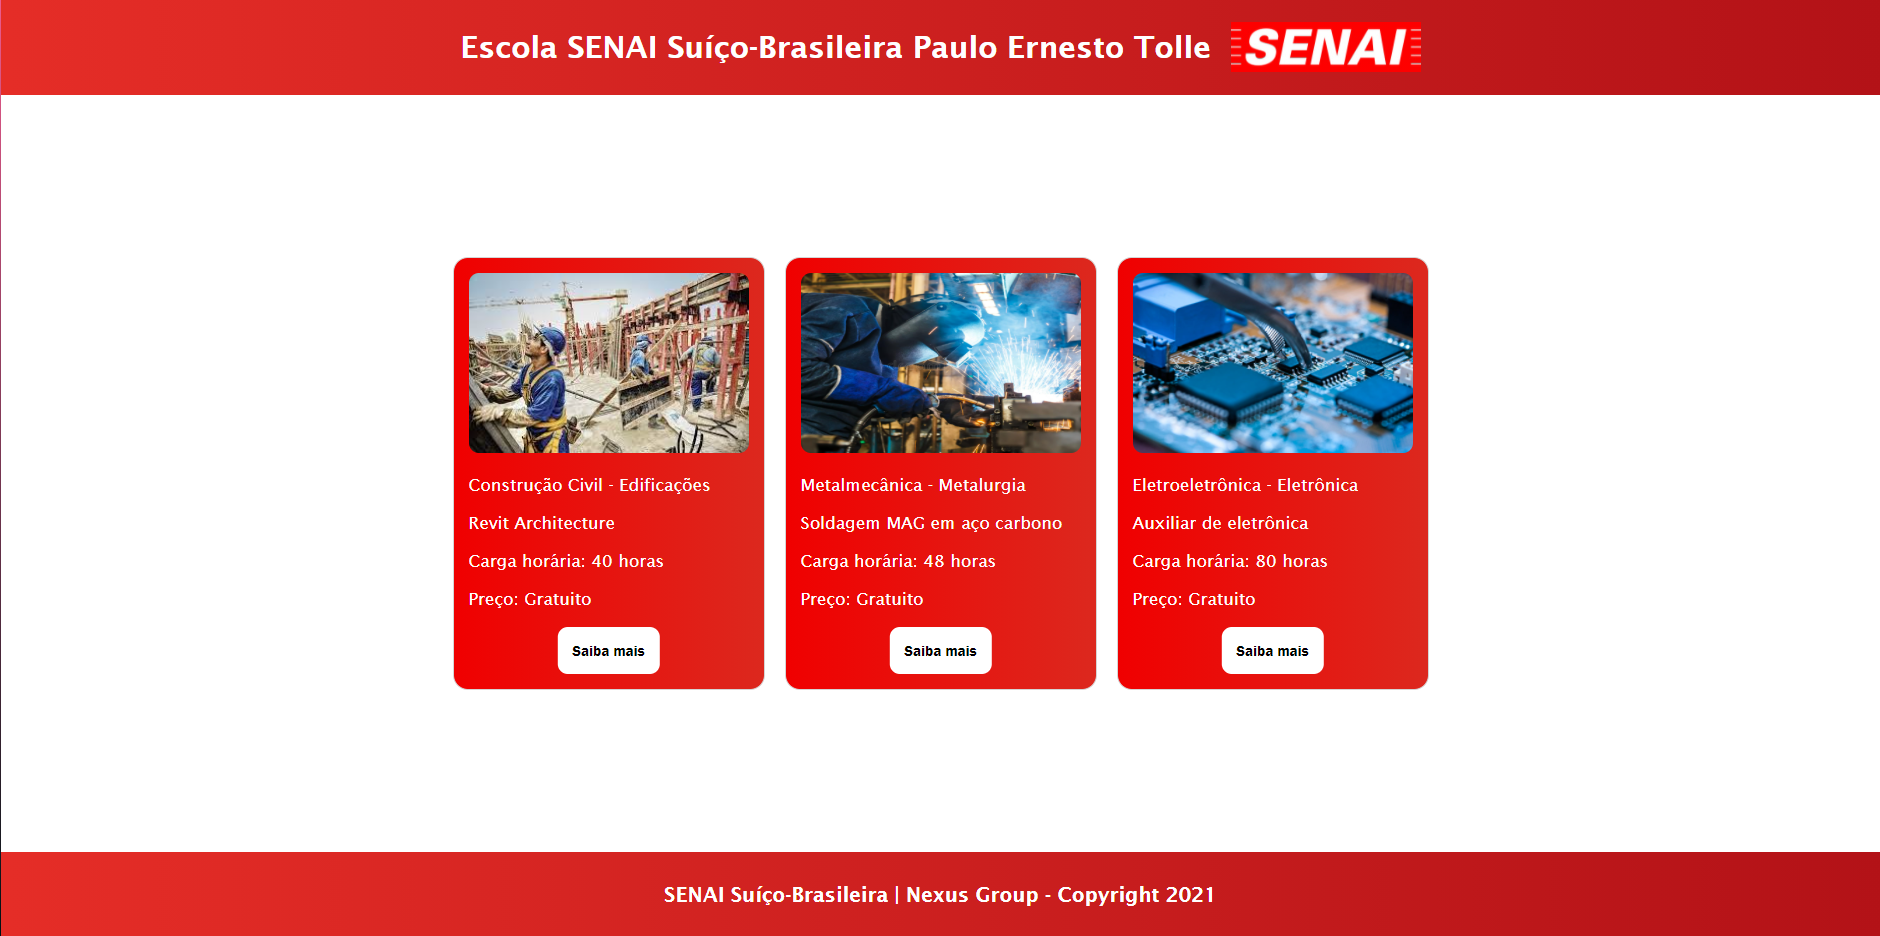 Escola SENAI Suíço-Brasileira Paulo Ernesto Tolle
SENAI
Construção Civil - Edificações
Revit Architecture
Carga horária: 40 horas
Preço: Gratuito
Saiba mais
Metalmecânica - Metalurgia
Soldagem MAG em aço carbono
Carga horária: 48 horas
Preço: Gratuito
Saiba mais
Eletroeletrônica - Eletrônica
Auxiliar de eletrônica
Carga horária: 80 horas
Preço: Gratuito
Saiba mais
SENAI Suíço-Brasileira | Nexus Group - Copyright 2021